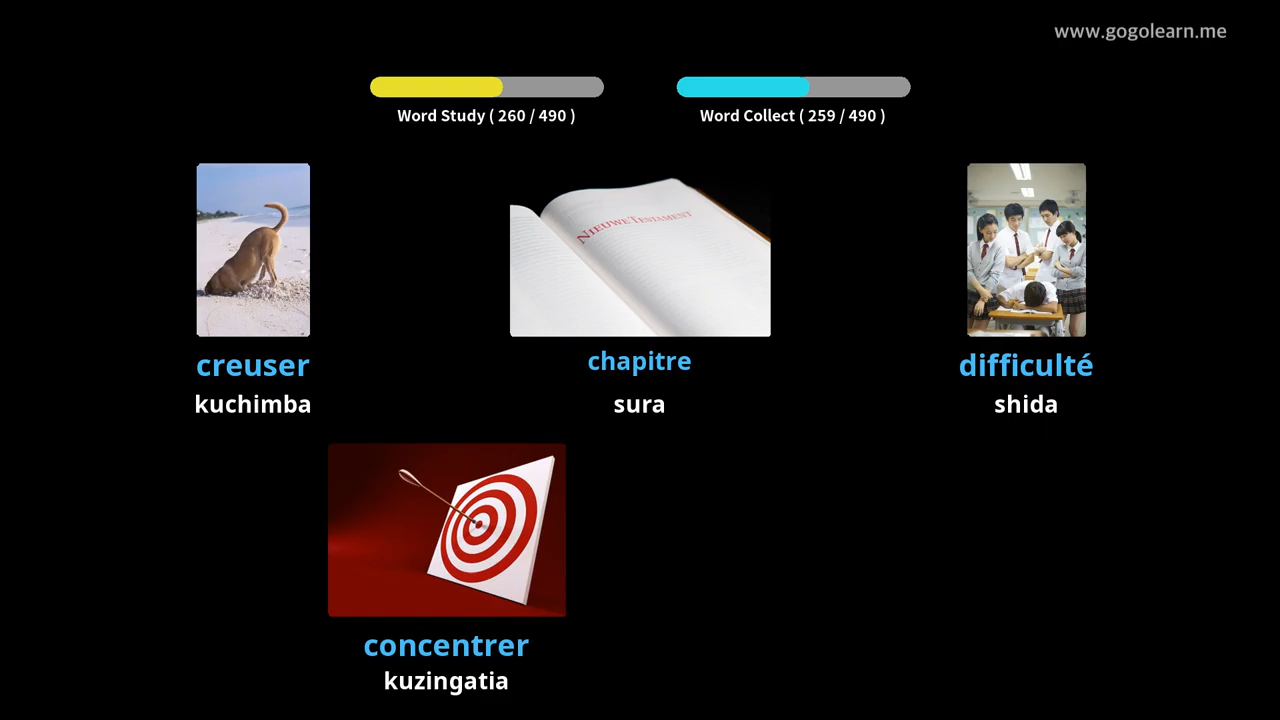 www.gogolearn.me
Word Study ( 260 / 490 )
Word Collect ( 259 / 490 )
NIEUWE TESTAMENT
creuser
chapitre
difficulté
kuchimba
sura
shida
concentrer
kuzingatia